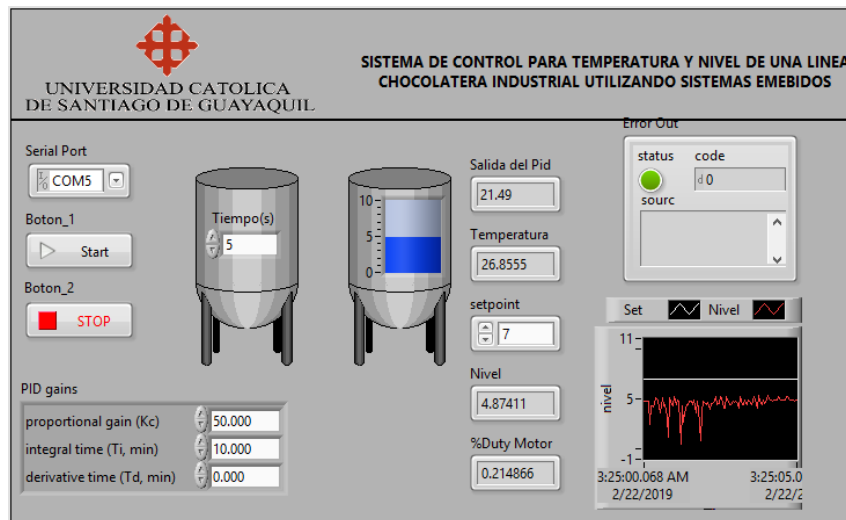 UNIVERSIDAD CATOLICA
DE SANTIAGO DE GUAYAQUIL
SISTEMA DE CONTROL PARA TEMPERATURA Y NIVEL DE UNA LINEA
CHOCOLATERA INDUSTRIAL UTILIZANDO SISTEMAS EMEBIDOS
Serial Port
I/O COM5
Boton_1
Start
Boton_2
STOP
Tiempo(s)
5
10
5
0
Salida del Pid
21.49
Temperatura
26.8555
setpoint
7
Nivel
4.87411
%Duty Motor
0.214866
Error Out
status code
d 0
sourc
Set Nivel
11
5
-1
nivel
3:25:00.068 AM 3:25:05.0
2/22/2019 2/22/2
PID gains
proportional gain (Kc) 50.000
integral time (Ti, min) 10.000
derivative time (Td, min) 0.000